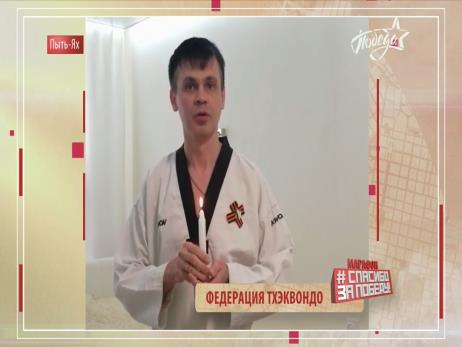 Пыть-Ях
Победа
ФЕДЕРАЦИЯ ТХЭКВОНДО
МАРАФОН
# СПАСИБО
ЗА ПОБЕДУ!